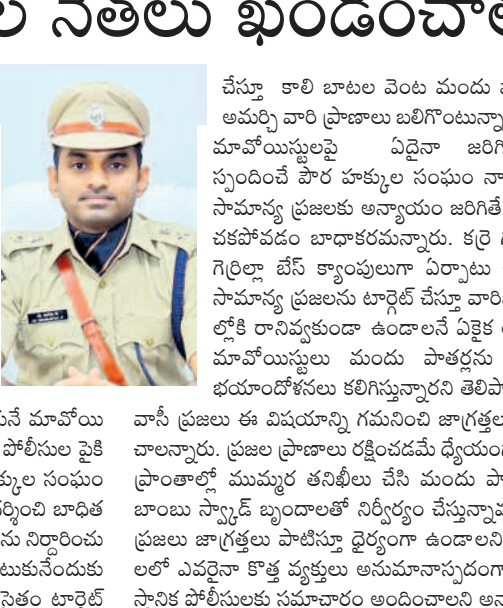 నేతలు ఖండించాల
చేస్తూ కాలి బాటల వెంట మందు
అమర్చి వారి ప్రాణాలు బలిగొంటున్నా
మావోయిస్టులపై ఏదైనా జరిగి
స్పందించే పౌర హక్కుల సంఘం నా
సామాన్య ప్రజలకు అన్యాయం జరిగితే
చకపోవడం బాధాకరమన్నారు. కర్రె
గెరిల్లా బేస్ క్యాంపులుగా ఏర్పాటు
సామాన్య ప్రజలను టార్గెట్ చేస్తూ వారి
ల్లోకి రానివ్వకుండా ఉండాలనే ఏకైక
మావోయిస్టులు మందు పాతర్లను
భయాందోళనలు కలిగిస్తున్నారని తెలిపా
వాసీ ప్రజలు ఈ విషయాన్ని గమనించి జాగ్రత్తల
చాలన్నారు. ప్రజల ప్రాణాలు రక్షించడమే ధ్యేయం
ప్రాంతాల్లో ముమ్మర తనిఖీలు చేసి మందు పా
బాంబు స్క్వాడ్ బృందాలతో నిర్వీర్యం చేస్తున్నా
ప్రజలు జాగ్రత్తలు పాటిస్తూ ధైర్యంగా ఉండాలని
లలో ఎవరైనా కొత్త వ్యక్తులు అనుమానాస్పదంగా
స్థానిక పోలీసులకు సమాచారం అందించాలని అ
నే మావోయి
పోలీసుల పైకి
క్కుల సంఘం
ర్శించి బాధిత
ను నిర్ధారించు
టుకునేందుకు
సైతం టార్గెట్